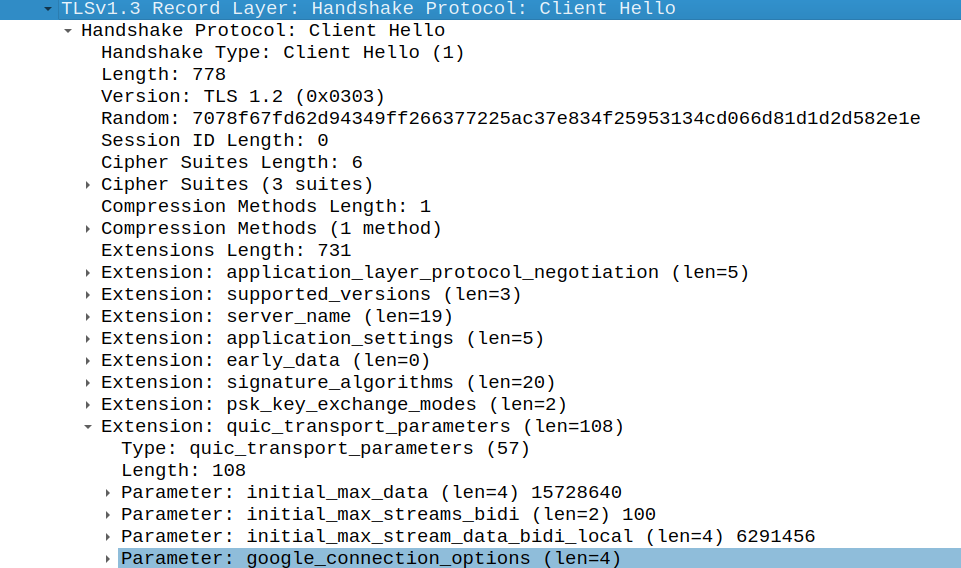 TLSv1.3 Record Layer: Handshake Protocol: Client Hello
Handshake Protocol: Client Hello
Handshake Type: Client Hello (1)
Length: 778
Version: TLS 1.2 (0x0303)
Random: 7078f67fd62d94349ff266377225ac37e834f25953134cd066d81d1d2d582e1e
Session ID Length: 0
Cipher Suites Length: 6
Cipher Suites (3 suites)
Compression Methods Length: 1
Compression Methods (1 method)
Extensions Length: 731
Extension: application_layer_protocol_negotiation (len=5)
Extension: supported_versions (len=3)
Extension: server_name (len=19)
Extension: application_settings (len=5)
Extension: early_data (len=0)
Extension: signature_algorithms (len=20)
Extension: psk_key_exchange_modes (len=2)
Extension: quic_transport_parameters (len=108)
Type: quic_transport_parameters (57)
Length: 108
Parameter: initial_max_data (len=4) 15728640
Parameter: initial_max_streams_bidi (len=2) 100
Parameter: initial_max_stream_data_bidi_local (len=4) 6291456
Parameter: google_connection_options (len=4)